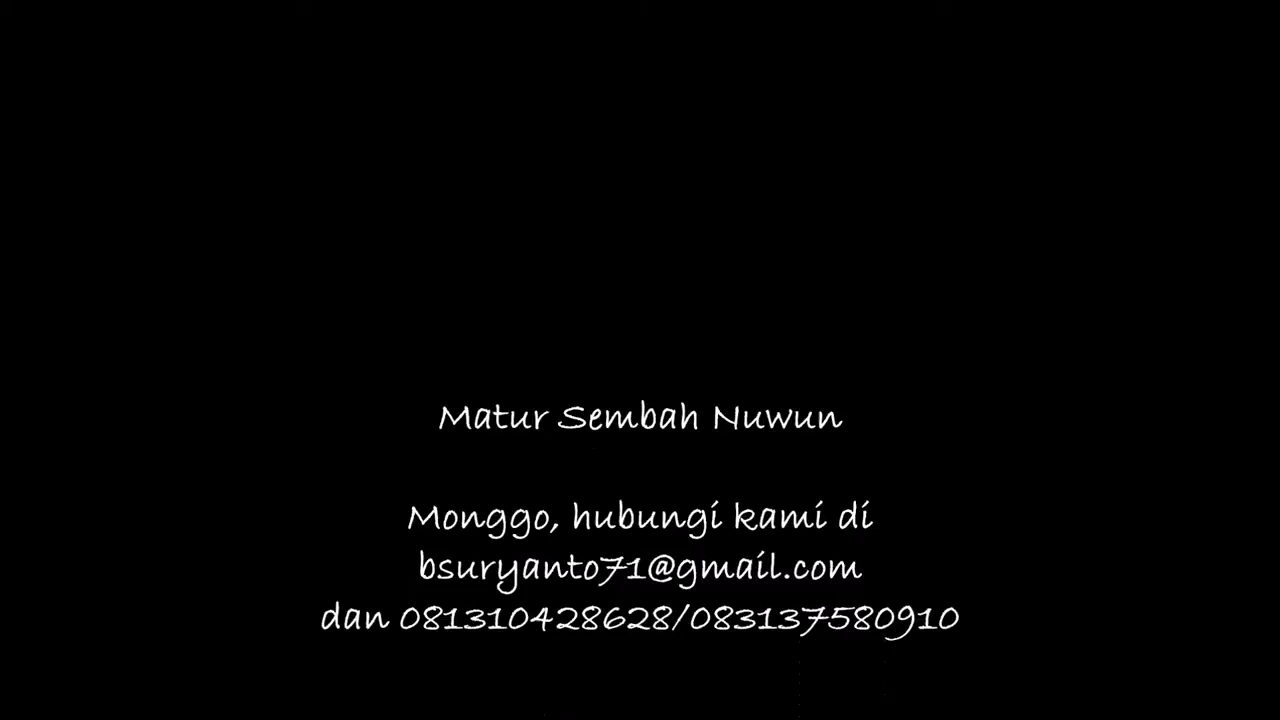 Matur Sembah Nuwun
Monggo, hubungi kami di
bsuryanto71@gmail.com
dan 081310428628/083137580910